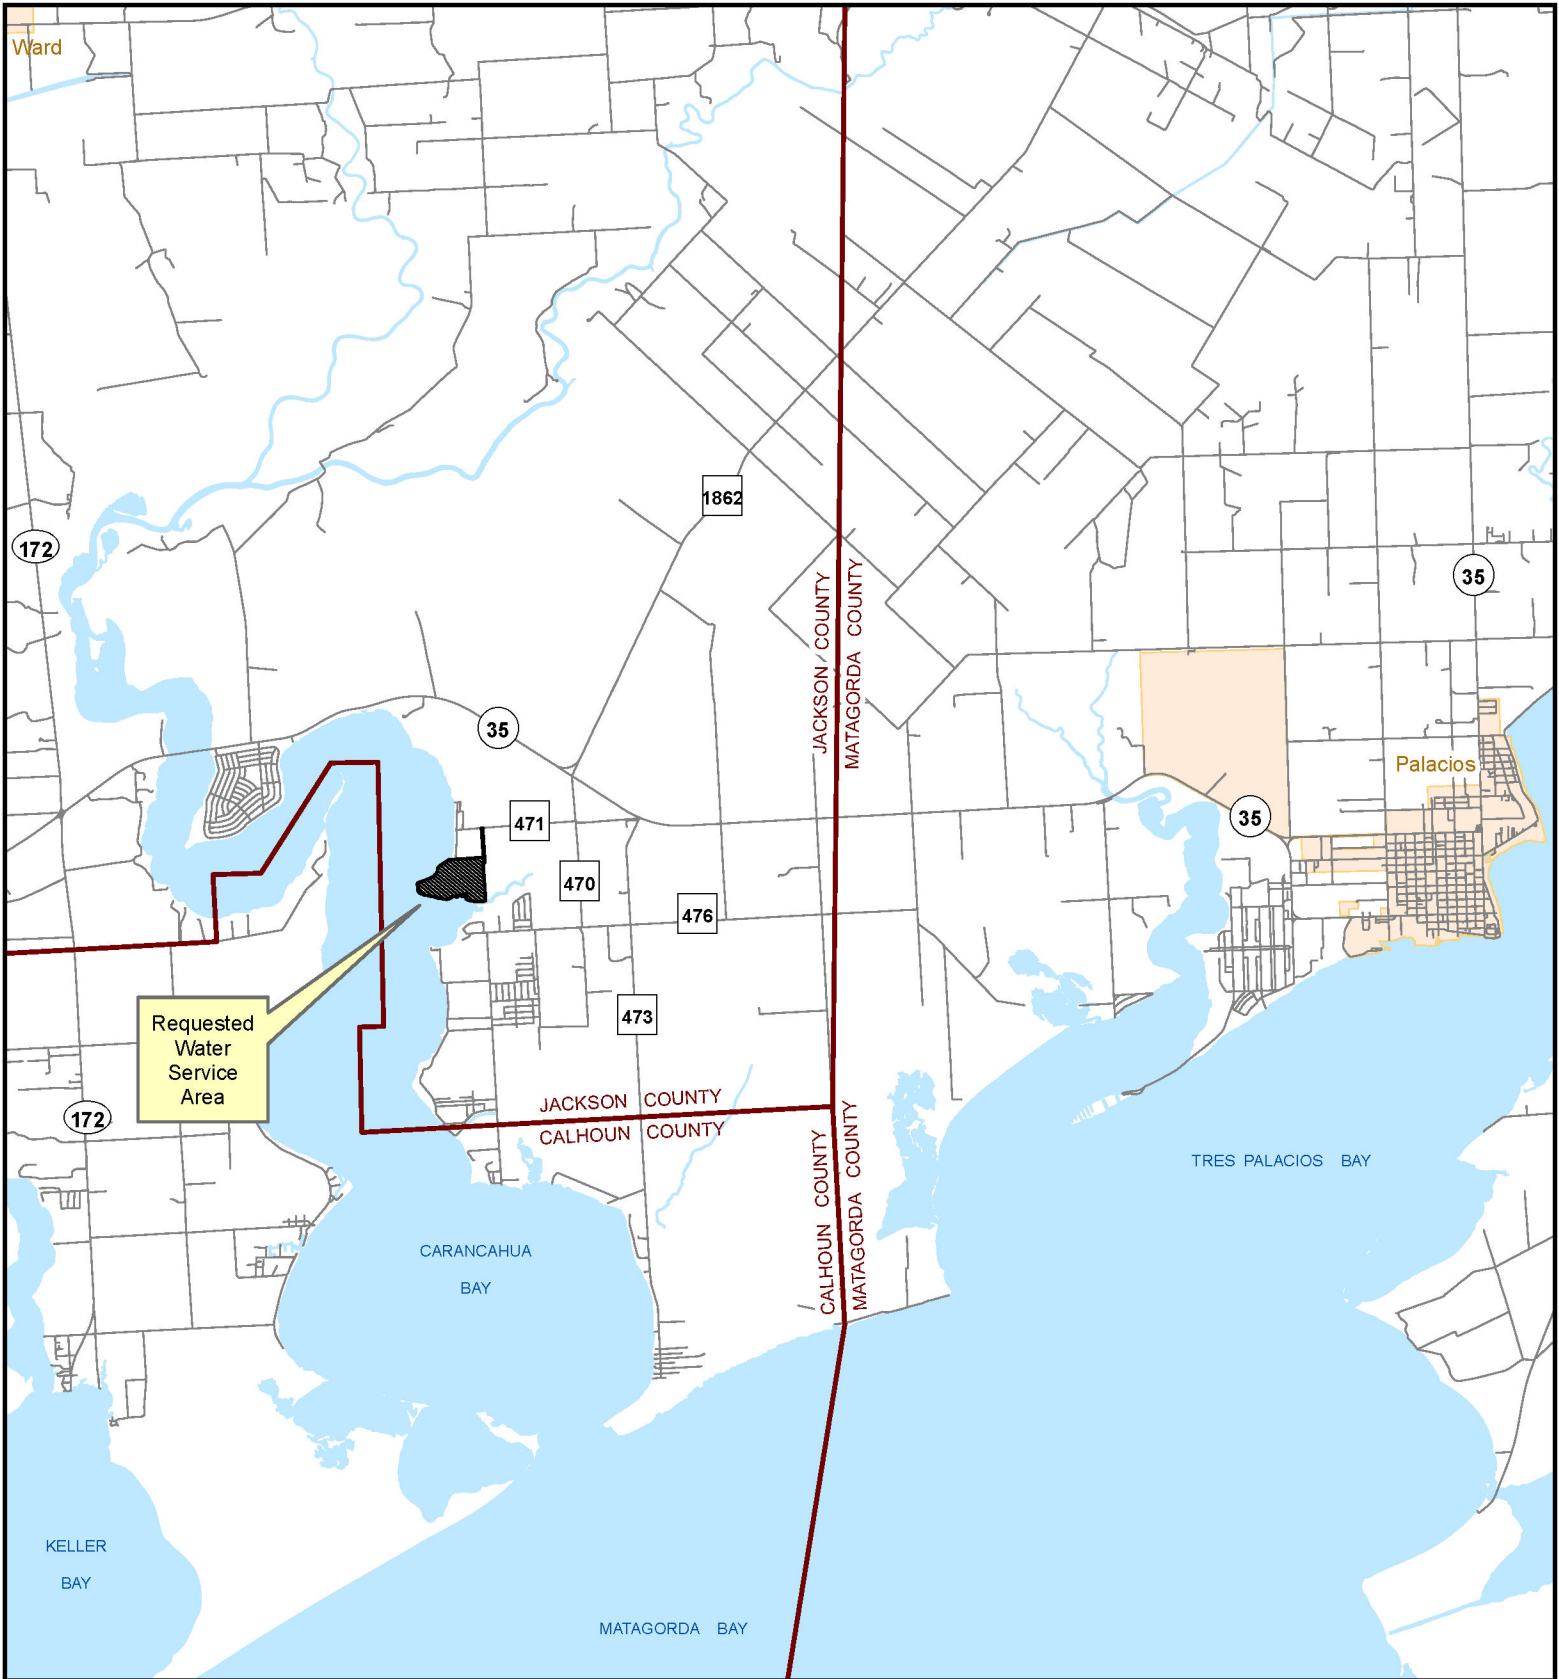 Ward
1862
172
35
JACKSON COUNTY
MATAGORDA COUNTY
35
Palacios
471
35
470
476
Requested
Water
Service
Area
473
172
JACKSON COUNTY
CALHOUN COUNTY
CALHOUN COUNTY
MATAGORDA COUNTY
TRES PALACIOS BAY
CARANCAHUA
BAY
KELLER
BAY
MATAGORDA BAY